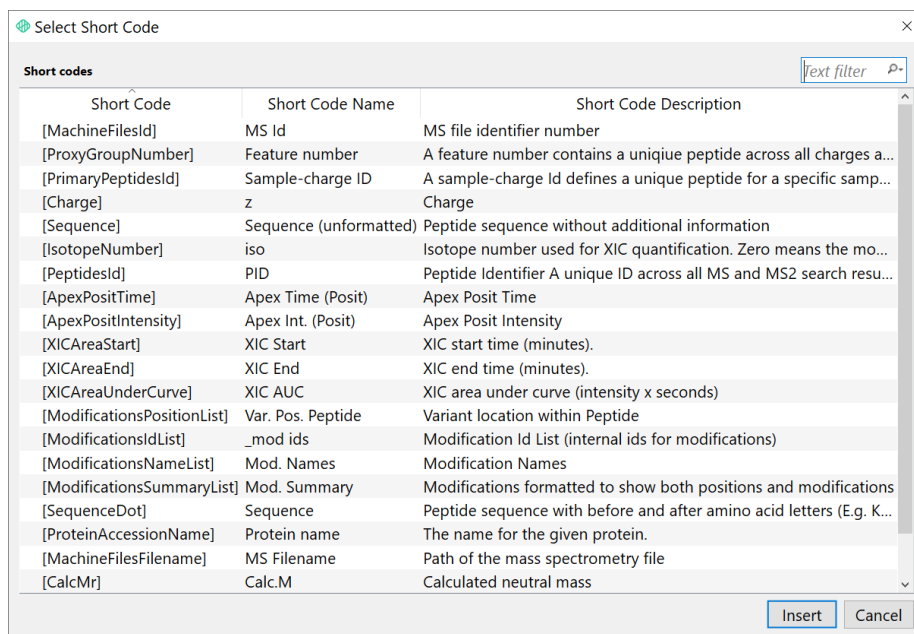 Select Short Code
Short codes
Text filter
Short Code Short Code Name Short Code Description
[MachineFilesId] MS Id MS file identifier number
[ProxyGroupNumber] Feature number A feature number contains a uniqiue peptide across all charges a...
[PrimaryPeptidesId] Sample-charge ID A sample-charge Id defines a unqique peptide for a specific samp...
[Charge] z Charge
[Sequence] Sequence (unformatted) Peptide sequence without additional information
[IsotopeNumber] iso Isotope number used for XIC quantification. Zero means the mo...
[PeptidesId] PID Peptide Identifier A unique ID across all MS and MS2 search resu...
[ApexPositTime] Apex Time (Posit) Apex Posit Time
[ApexPositIntensity] Apex Int. (Posit) Apex Posit Intensity
[XICAreaStart] XIC Start XIC start time (minutes).
[XICAreaEnd] XIC End XIC end time (minutes).
[XICAreaUnderCurve] XIC AUC XIC area under curve (intensity x seconds)
[ModificationsPositionList] Var. Pos. Peptide Variant location within Peptide
[ModificationsIdList] _mod ids Modification Id List (internal ids for modifications)
[ModificationsNameList] Mod. Names Modification Names
[ModificationsSummaryList] Mod. Summary Modifications formatted to show both positions and modifications
[SequenceDot] Sequence Peptide sequence with before and after amino acid letters (E.g. K...
[ProteinAccessionName] Protein name The name for the given protein.
[MachineFilesFilename] MS Filename Path of the mass spectrometry file
[CalcMr] Calc.M Calculated neutral mass
Insert Cancel